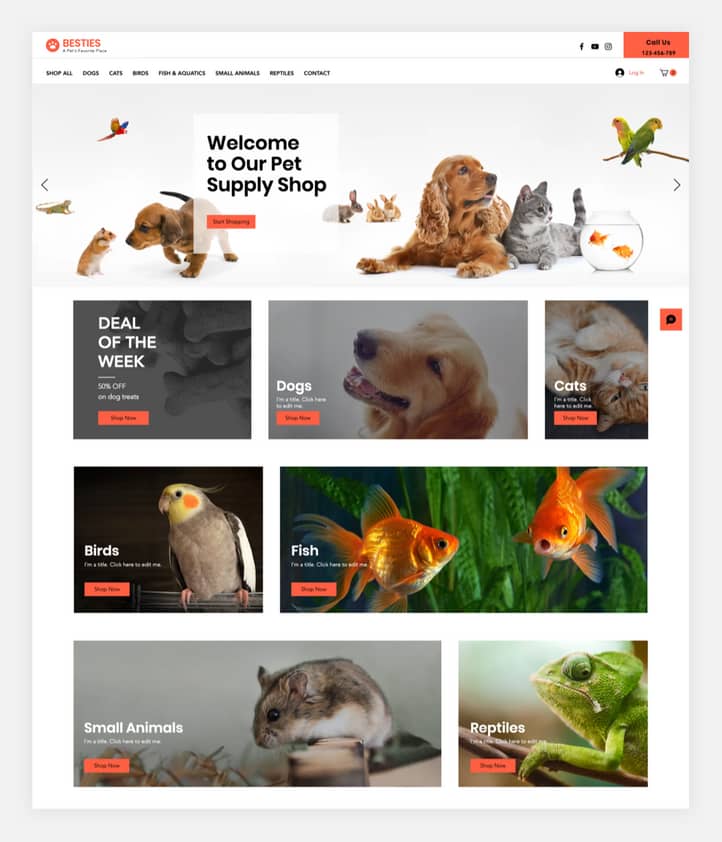 BESTIES
A Pet's Favorite Place
Call Us
123-456-789
SHOP ALL DOGS CATS BIRDS FISH & AQUATICS SMALL ANIMALS REPTILES CONTACT
Log In
0
Welcome
to Our Pet
Supply Shop
Start Shopping
DEAL
OF THE
WEEK
50% OFF
on dog treats
Shop Now
Dogs
I'm a title. Click here
to edit me.
Shop Now
Cats
I'm a title. Click
here to edit me.
Shop Now
Birds
I'm a title. Click here to edit me.
Shop Now
Fish
I'm a title. Click here to edit me.
Shop Now
Small Animals
I'm a title. Click here to edit me.
Shop Now
Reptiles
I'm a title. Click here to edit me.
Shop Now